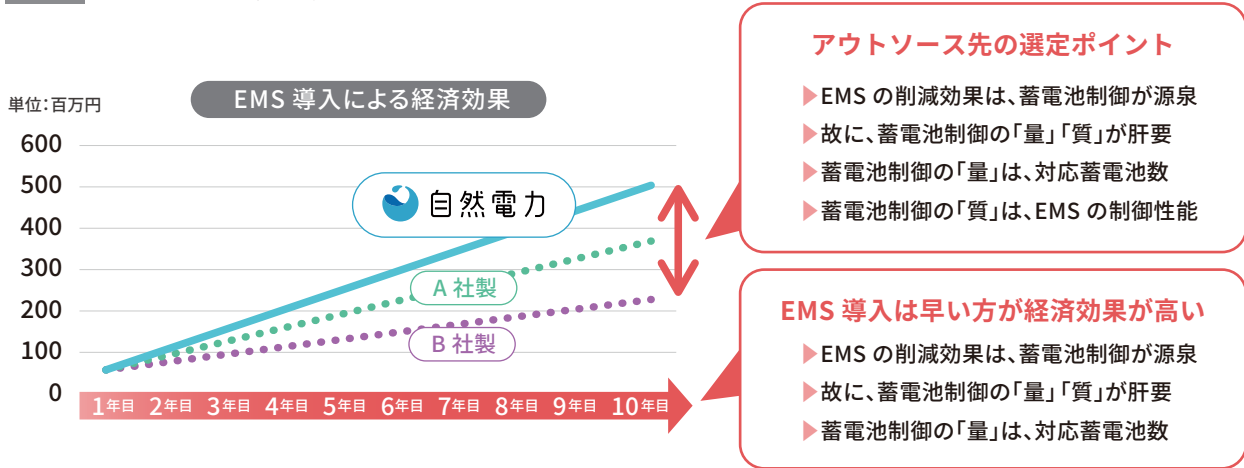 単位：百万円
EMS 導入による経済効果
600
500
400
300
200
100
0
自然電力
A 社製
B 社製
1年目 2年目 3年目 4年目 5年目 6年目 7年目 8年目 9年目 10年目
アウトソース先の選定ポイント
▶EMS の削減効果は、蓄電池制御が源泉
▶故に、蓄電池制御の「量」「質」が肝要
▶蓄電池制御の「量」は、対応蓄電池数
▶蓄電池制御の「質」は、EMS の制御性能
EMS 導入は早い方が経済効果が高い
▶EMS の削減効果は、蓄電池制御が源泉
▶故に、蓄電池制御の「量」「質」が肝要
▶蓄電池制御の「量」は、対応蓄電池数